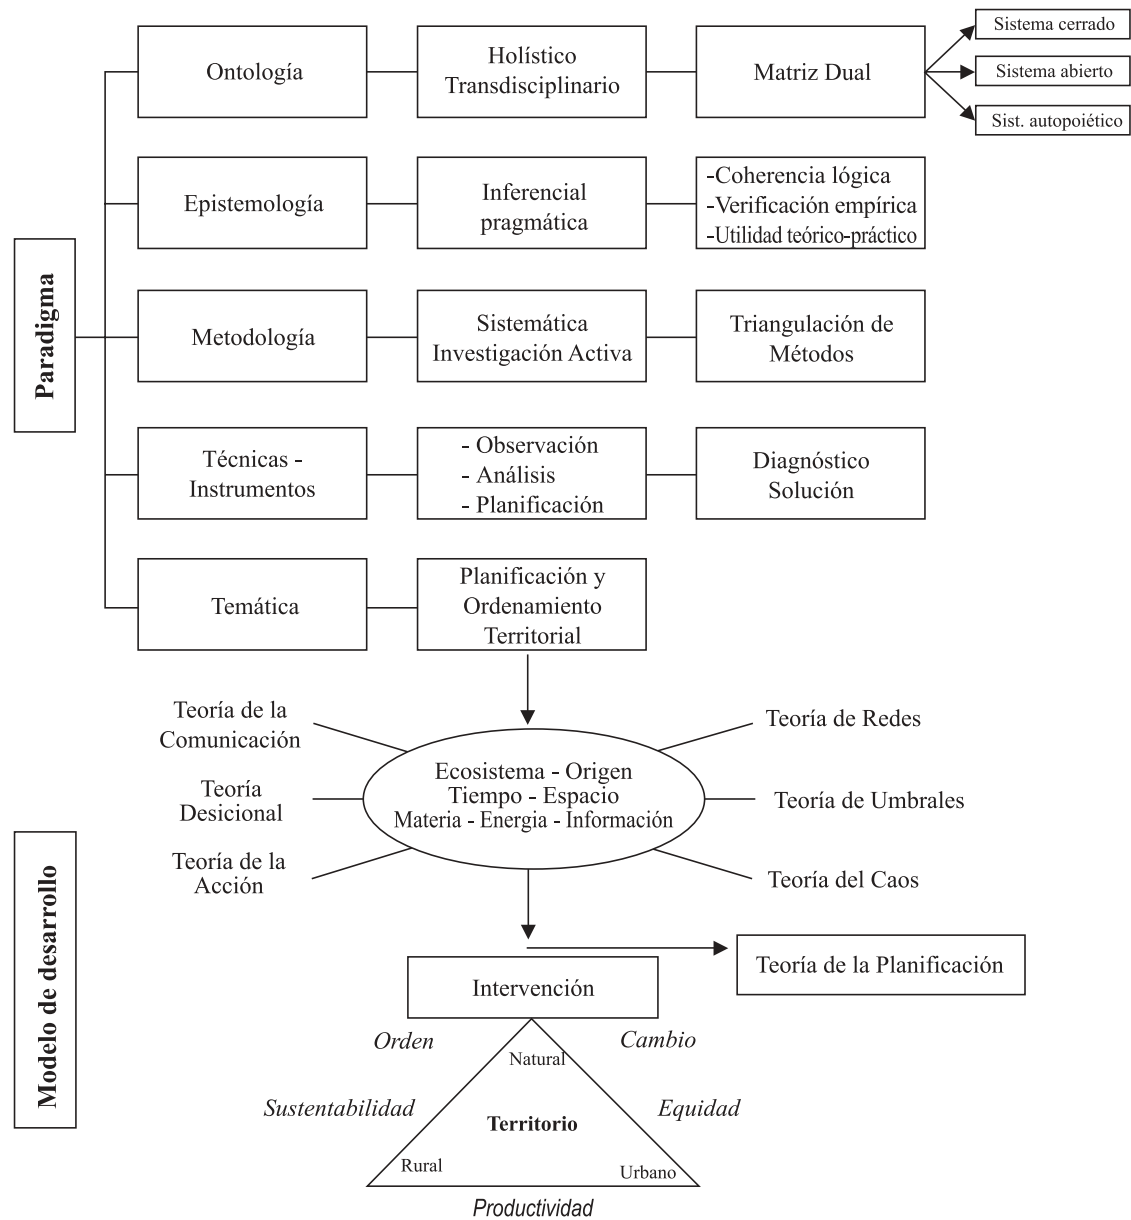 Paradigma
Ontología
Holístico
Transdisciplinario
Matriz Dual
Sistema cerrado
Sistema abierto
Sist. autopoiético
Epistemología
Inferencial
pragmática
-Coherencia lógica
-Verificación empírica
-Utilidad teórico-práctico
Metodología
Sistemática
Investigación Activa
Triangulación de
Métodos
Técnicas -
Instrumentos
- Observación
- Análisis
- Planificación
Diagnóstico
Solución
Temática
Planificación y
Ordenamiento
Territorial
Modelo de desarrollo
Teoría de la
Comunicación
Teoría
Desicional
Teoría de la
Acción
Ecosistema - Origen
Tiempo - Espacio
Materia - Energia - Información
Teoría de Redes
Teoría de Umbrales
Teoría del Caos
Teoría de la Planificación
Intervención
Orden
Cambio
Natural
Sustentabilidad
Equidad
Territorio
Rural
Urbano
Productividad